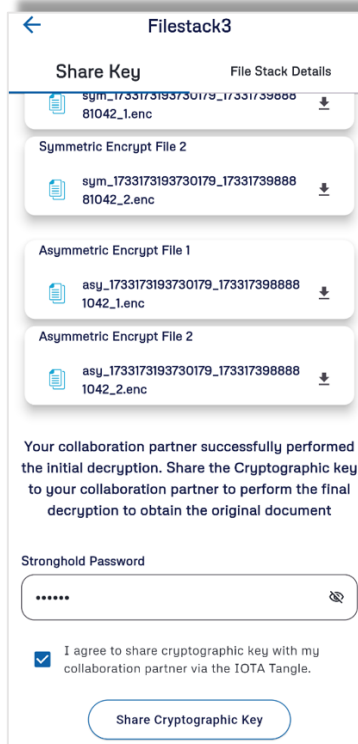 Filestack3
Share Key
File Stack Details
sym_1733173193730179_17331739888
81042_1.enc
Symmetric Encrypt File 2
sym_1733173193730179_17331739888
81042_2.enc
Asymmetric Encrypt File 1
asy_1733173193730179_173317398888
1042_1.enc
Asymmetric Encrypt File 2
asy_1733173193730179_173317398888
1042_2.enc
Your collaboration partner successfully performed
the initial decryption. Share the Cryptographic key
to your collaboration partner to perform the final
decryption to obtain the original document
Stronghold Password
••••••
I agree to share cryptographic key with my
collaboration partner via the IOTA Tangle.
Share Cryptographic Key